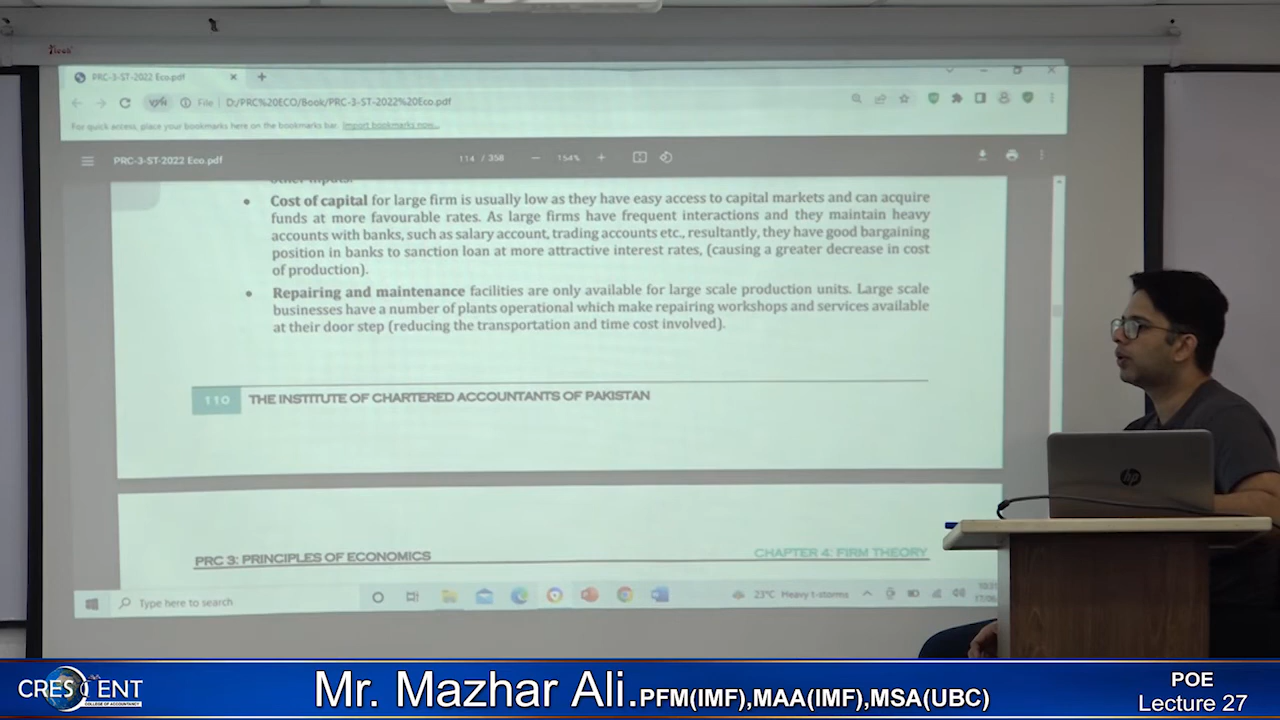 PRC-3-ST-2022 Eco.pdf
File D:/PRC%20ECO/Book/PRC-3-ST-2022%20Eco.pdf
For quick access, place your bookmarks here on the bookmarks bar. Import bookmarks now...
PRC-3-ST-2022 Eco.pdf 114 / 358 — 154% +
other inputs.
• Cost of capital for large firm is usually low as they have easy access to capital markets and can acquire
funds at more favourable rates. As large firms have frequent interactions and they maintain heavy
accounts with banks, such as salary account, trading accounts etc., resultantly, they have good bargaining
position in banks to sanction loan at more attractive interest rates, (causing a greater decrease in cost
of production).
• Repairing and maintenance facilities are only available for large scale production units. Large scale
businesses have a number of plants operational which make repairing workshops and services available
at their door step (reducing the transportation and time cost involved).
110 THE INSTITUTE OF CHARTERED ACCOUNTANTS OF PAKISTAN
PRC 3: PRINCIPLES OF ECONOMICS CHAPTER 4: FIRM THEORY
Type here to search 23°C Heavy t-storms
hp
CRESCENT
COLLEGE OF ACCOUNTANCY
Mr. Mazhar Ali.PFM(IMF),MAA(IMF),MSA(UBC)
POE
Lecture 27